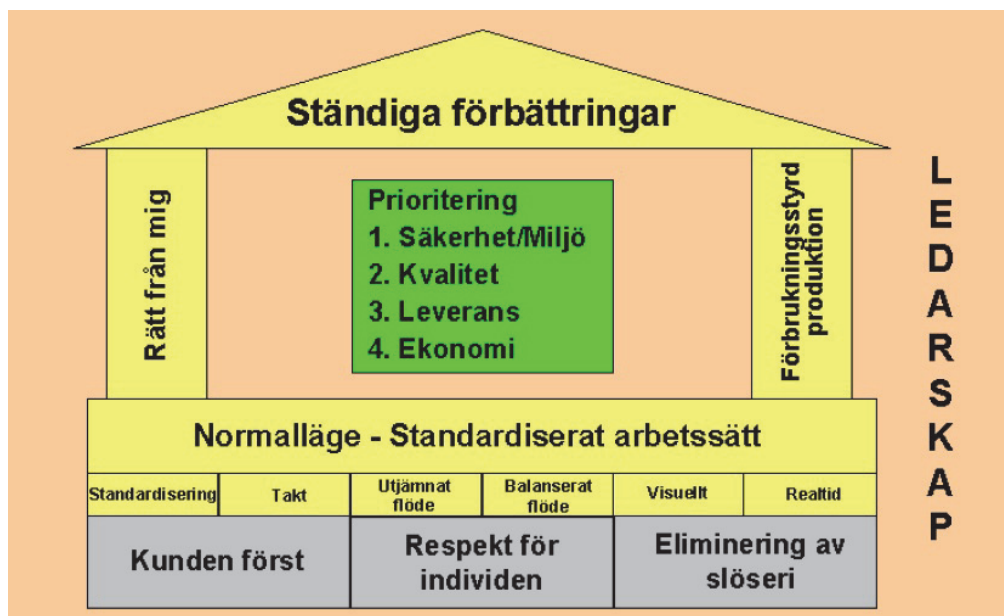 Ständiga förbättringar
Rätt från mig
Prioritering
1. Säkerhet/Miljö
2. Kvalitet
3. Leverans
4. Ekonomi
Förbrukningsstyrd
produktion
LEDARSKAP
Normalläge - Standardiserat arbetssätt
Standardisering
Takt
Utjämnat
flöde
Balanserat
flöde
Visuellt
Realtid
Kunden först
Respekt för
individen
Eliminering av
slöseri